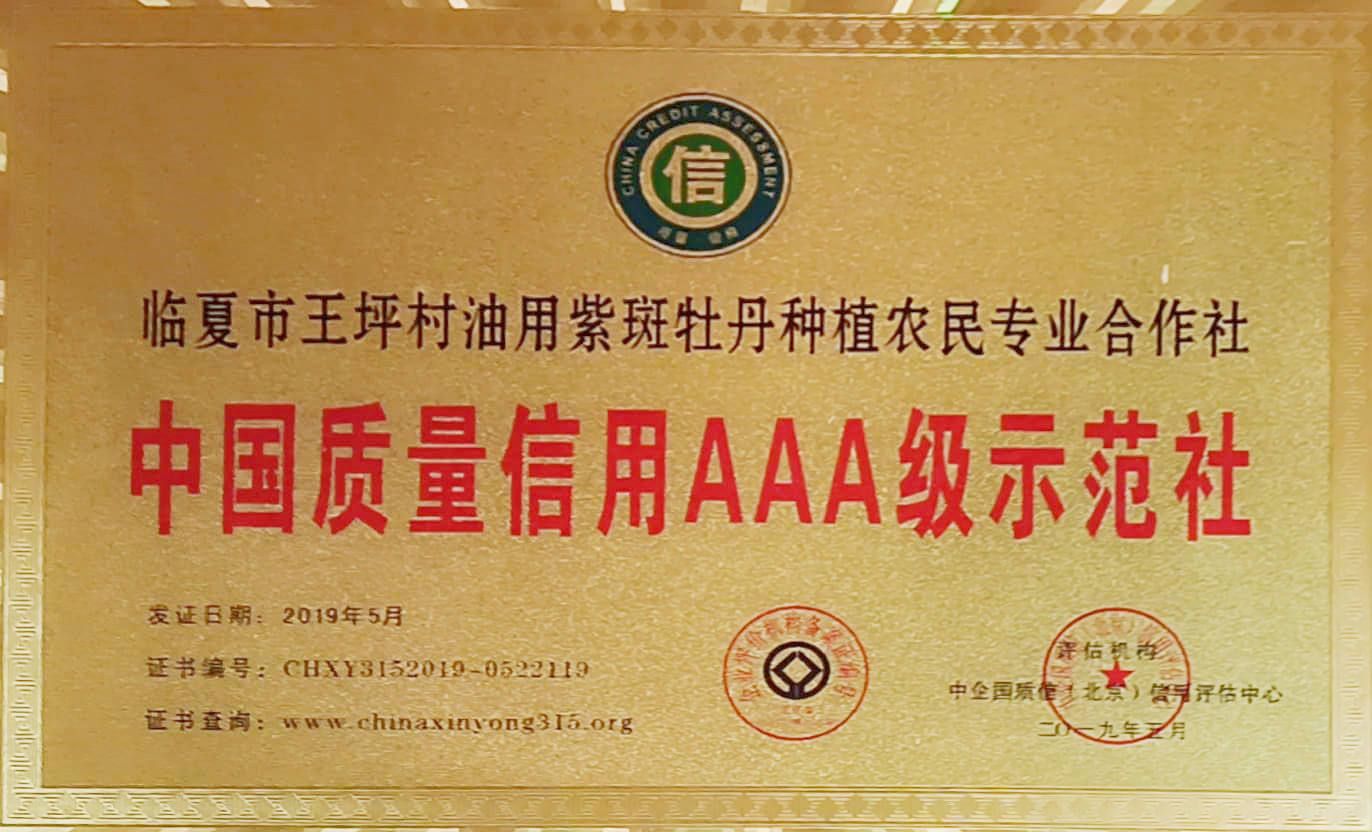 CHINA CREDIT ASSESSMENT
信
临夏市王坪村油用紫斑牡丹种植农民专业合作社
中国质量信用AAA级示范社
发证日期：2019年5月
证书编号：CHXY3152019-0522119
证书查询：www.chinaxinyong315.org
评估机构
中企国质信（北京）信用评估中心
二〇一九年五月